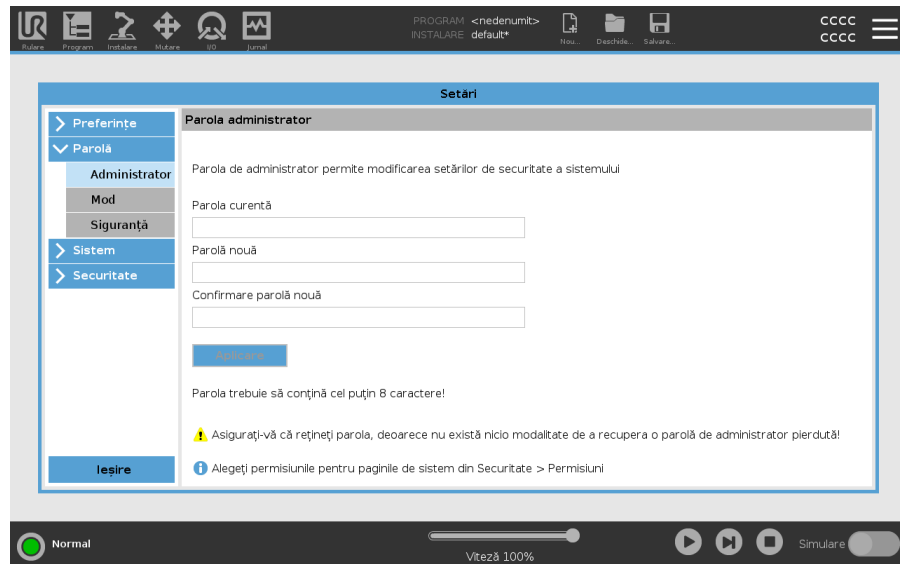 PROGRAM <nedenumit>
INSTALARE default*
cccc
cccc
Rulare Program Instalare Mutare I/O Jurnal Nou... Deschide... Salvare...
Setări
Preferințe
Parolă
Administrator
Mod
Siguranță
Sistem
Securitate
Ieșire
Parola administrator
Parola de administrator permite modificarea setărilor de securitate a sistemului
Parola curentă
Parolă nouă
Confirmare parolă nouă
Aplicare
Parola trebuie să conțină cel puțin 8 caractere!
Asigurați-vă că rețineți parola, deoarece nu există nicio modalitate de a recupera o parolă de administrator pierdută!
Alegeți permisiunile pentru paginile de sistem din Securitate > Permisiuni
Normal
Viteză 100%
Simulare